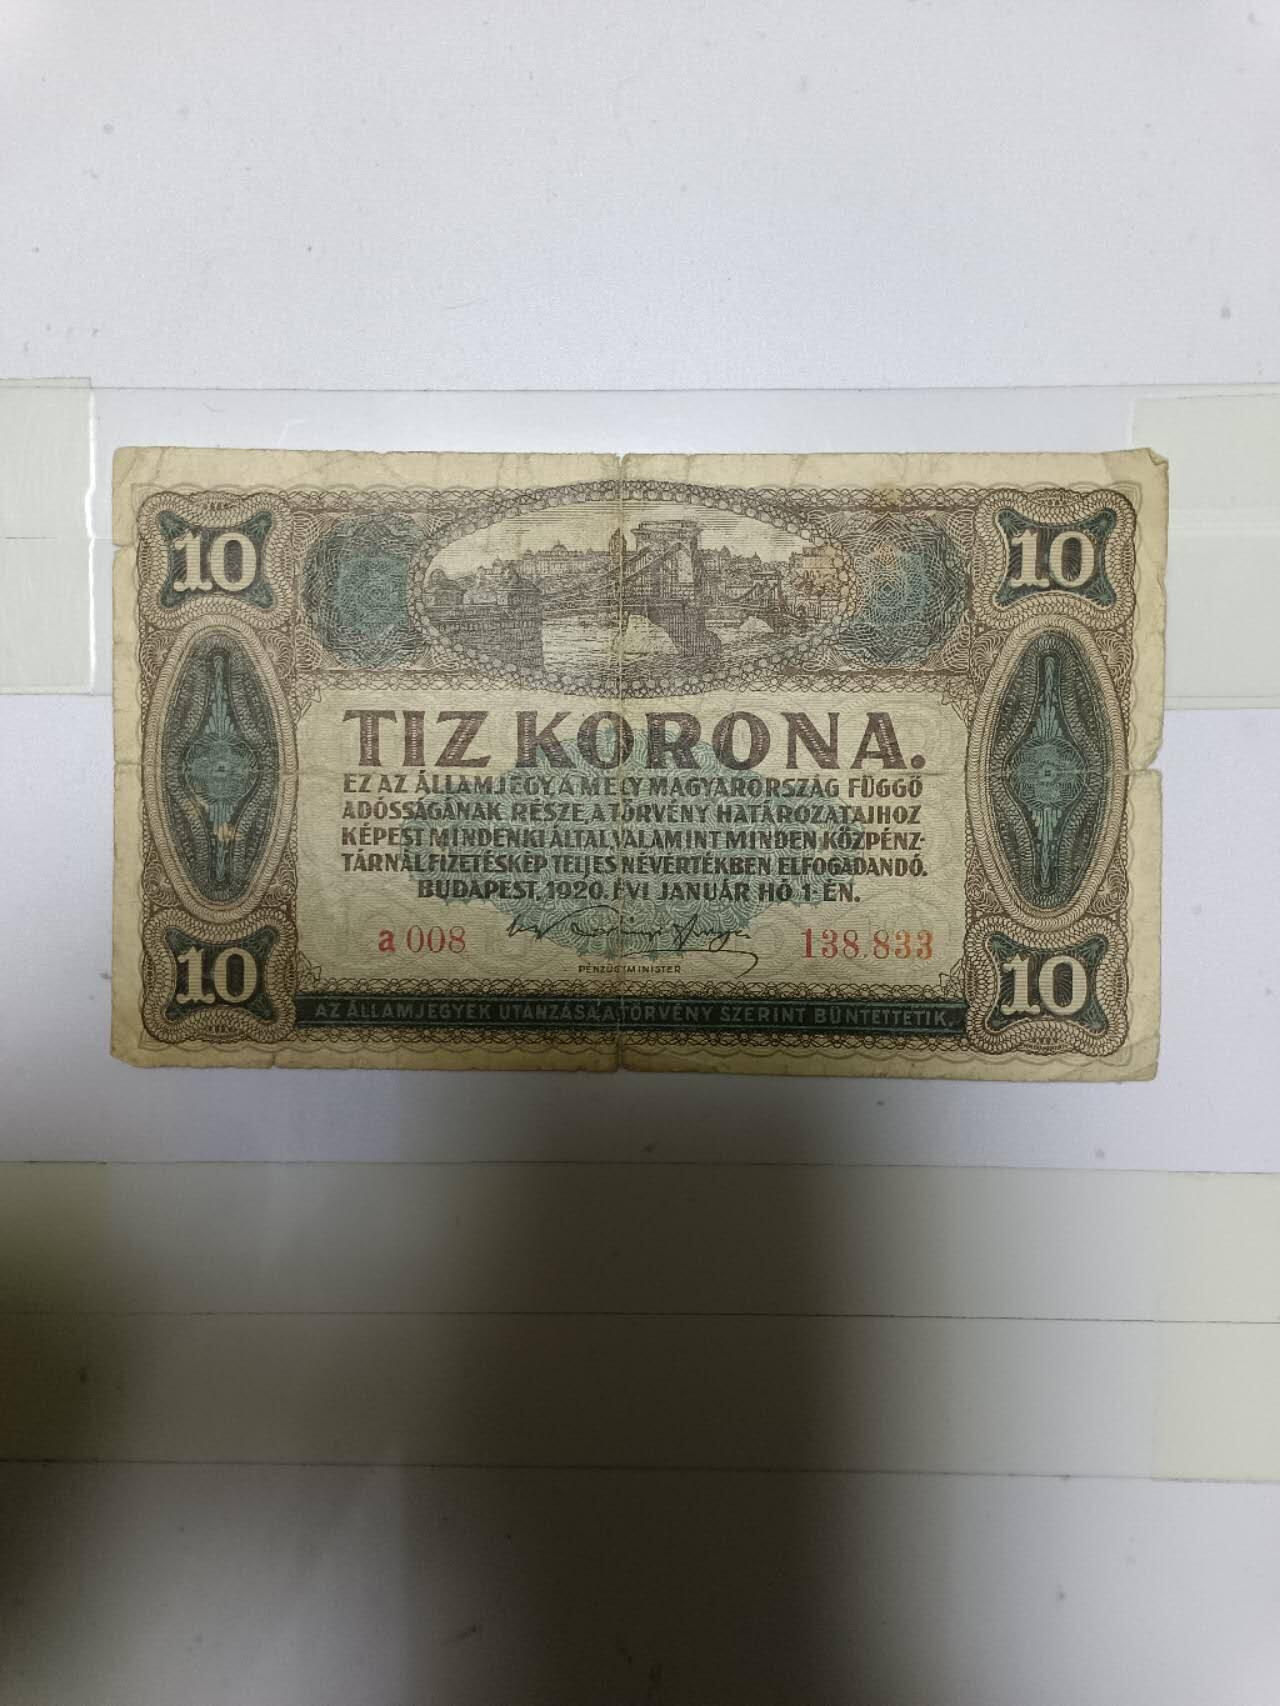 10 10
TIZ KORONA.
EZ AZ ÁLLAMJEGY, A MELY MAGYARORSZÁG FÜGGŐ
ADÓSSÁGÁNAK RÉSZE, A TÖRVÉNY HATÁROZATAIHOZ
KÉPEST MINDENKI ÁLTAL, VALAMINT MINDEN KÖZPÉNZ-
TÁRNÁL FIZETÉSKÉP TELJES NÉVÉRTÉKBEN ELFOGADANDÓ.
BUDAPEST, 1920. ÉVI JANUÁR HÓ 1-ÉN.
a 008 138.833
PÉNZÜGYMINISTER
10 10
AZ ÁLLAMJEGYEK UTÁNZÁSA A TÖRVÉNY SZERINT BÜNTETTETIK.